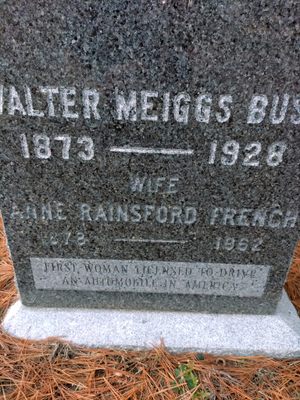 WALTER MEIGGS BUS
1873 — 1928
WIFE
ANNE RAINSFORD FRENCH
1878 — 1962
FIRST WOMAN LICENSED TO DRIVE
AN AUTOMOBILE IN AMERICA